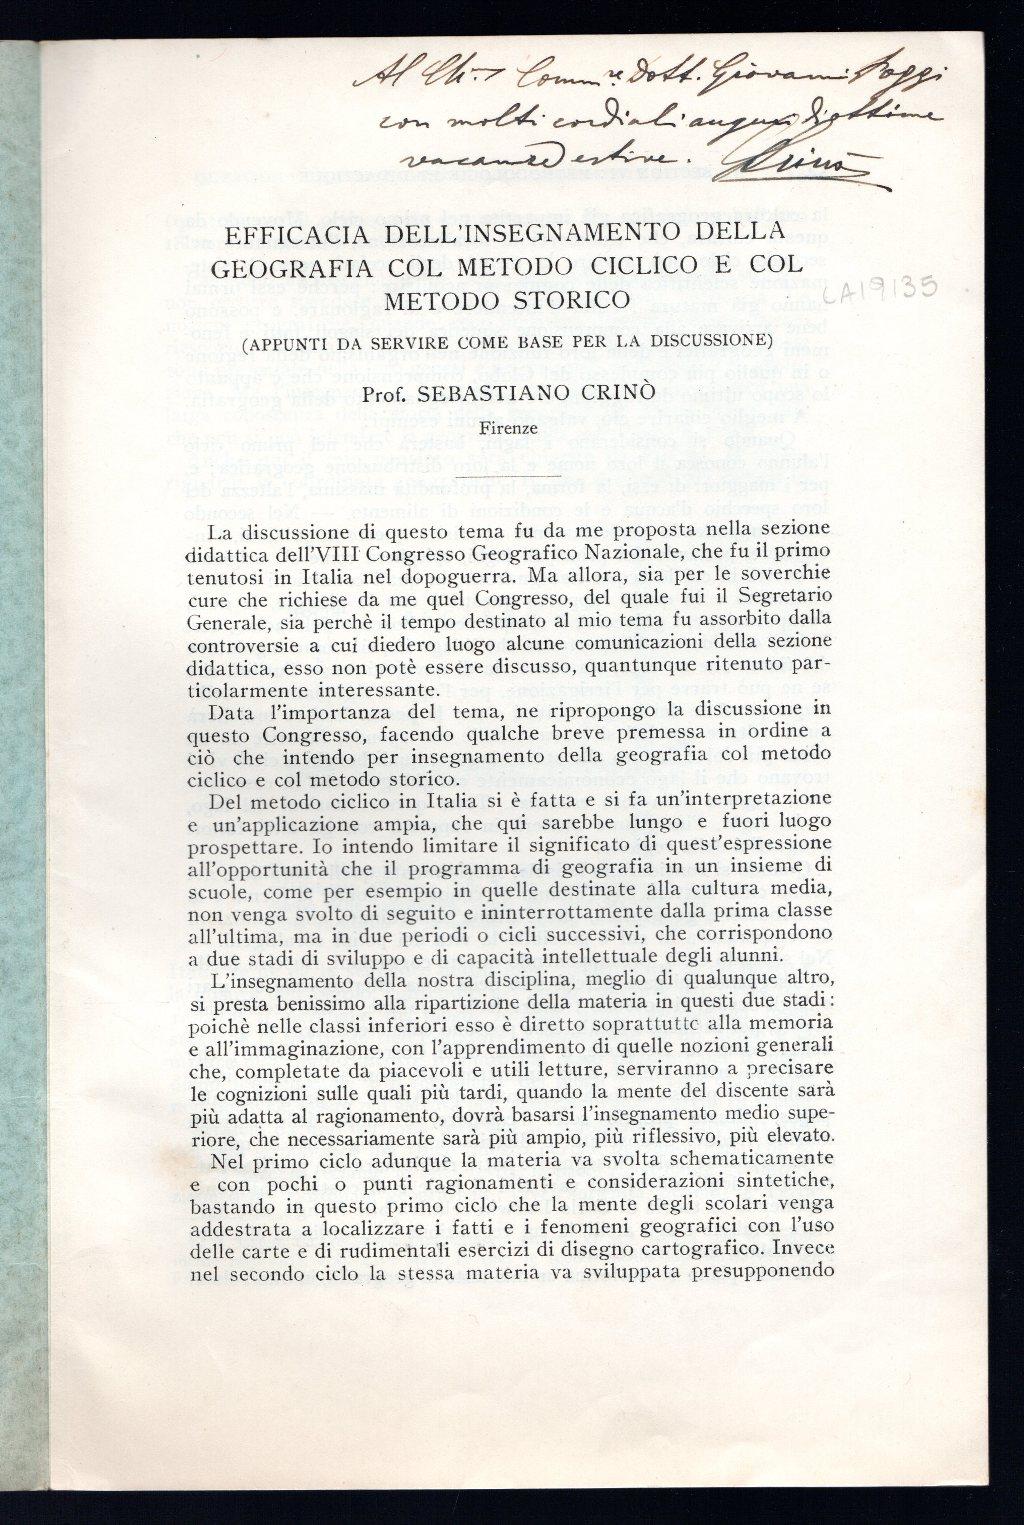 Al Ch.mo Comm.re Dott. Giovanni Poggi
con molti cordiali auguri di ottime
vacanze estive. Crinò
EFFICACIA DELL'INSEGNAMENTO DELLA
GEOGRAFIA COL METODO CICLICO E COL
METODO STORICO
LA19135
(APPUNTI DA SERVIRE COME BASE PER LA DISCUSSIONE)
Prof. SEBASTIANO CRINÒ
Firenze
La discussione di questo tema fu da me proposta nella sezione
didattica dell'VIII Congresso Geografico Nazionale, che fu il primo
tenutosi in Italia nel dopoguerra. Ma allora, sia per le soverchie
cure che richiese da me quel Congresso, del quale fui il Segretario
Generale, sia perchè il tempo destinato al mio tema fu assorbito dalla
controversie a cui diedero luogo alcune comunicazioni della sezione
didattica, esso non potè essere discusso, quantunque ritenuto par-
ticolarmente interessante.
Data l'importanza del tema, ne ripropongo la discussione in
questo Congresso, facendo qualche breve premessa in ordine a
ciò che intendo per insegnamento della geografia col metodo
ciclico e col metodo storico.
Del metodo ciclico in Italia si è fatta e si fa un'interpretazione
e un'applicazione ampia, che qui sarebbe lungo e fuori luogo
prospettare. Io intendo limitare il significato di quest'espressione
all'opportunità che il programma di geografia in un insieme di
scuole, come per esempio in quelle destinate alla cultura media,
non venga svolto di seguito e ininterrottamente dalla prima classe
all'ultima, ma in due periodi o cicli successivi, che corrispondono
a due stadi di sviluppo e di capacità intellettuale degli alunni.
L'insegnamento della nostra disciplina, meglio di qualunque altro,
si presta benissimo alla ripartizione della materia in questi due stadi:
poichè nelle classi inferiori esso è diretto soprattutto alla memoria
e all'immaginazione, con l'apprendimento di quelle nozioni generali
che, completate da piacevoli e utili letture, serviranno a precisare
le cognizioni sulle quali più tardi, quando la mente del discente sarà
più adatta al ragionamento, dovrà basarsi l'insegnamento medio supe-
riore, che necessariamente sarà più ampio, più riflessivo, più elevato.
Nel primo ciclo adunque la materia va svolta schematicamente
e con pochi o punti ragionamenti e considerazioni sintetiche,
bastando in questo primo ciclo che la mente degli scolari venga
addestrata a localizzare i fatti e i fenomeni geografici con l'uso
delle carte e di rudimentali esercizi di disegno cartografico. Invece
nel secondo ciclo la stessa materia va sviluppata presupponendo